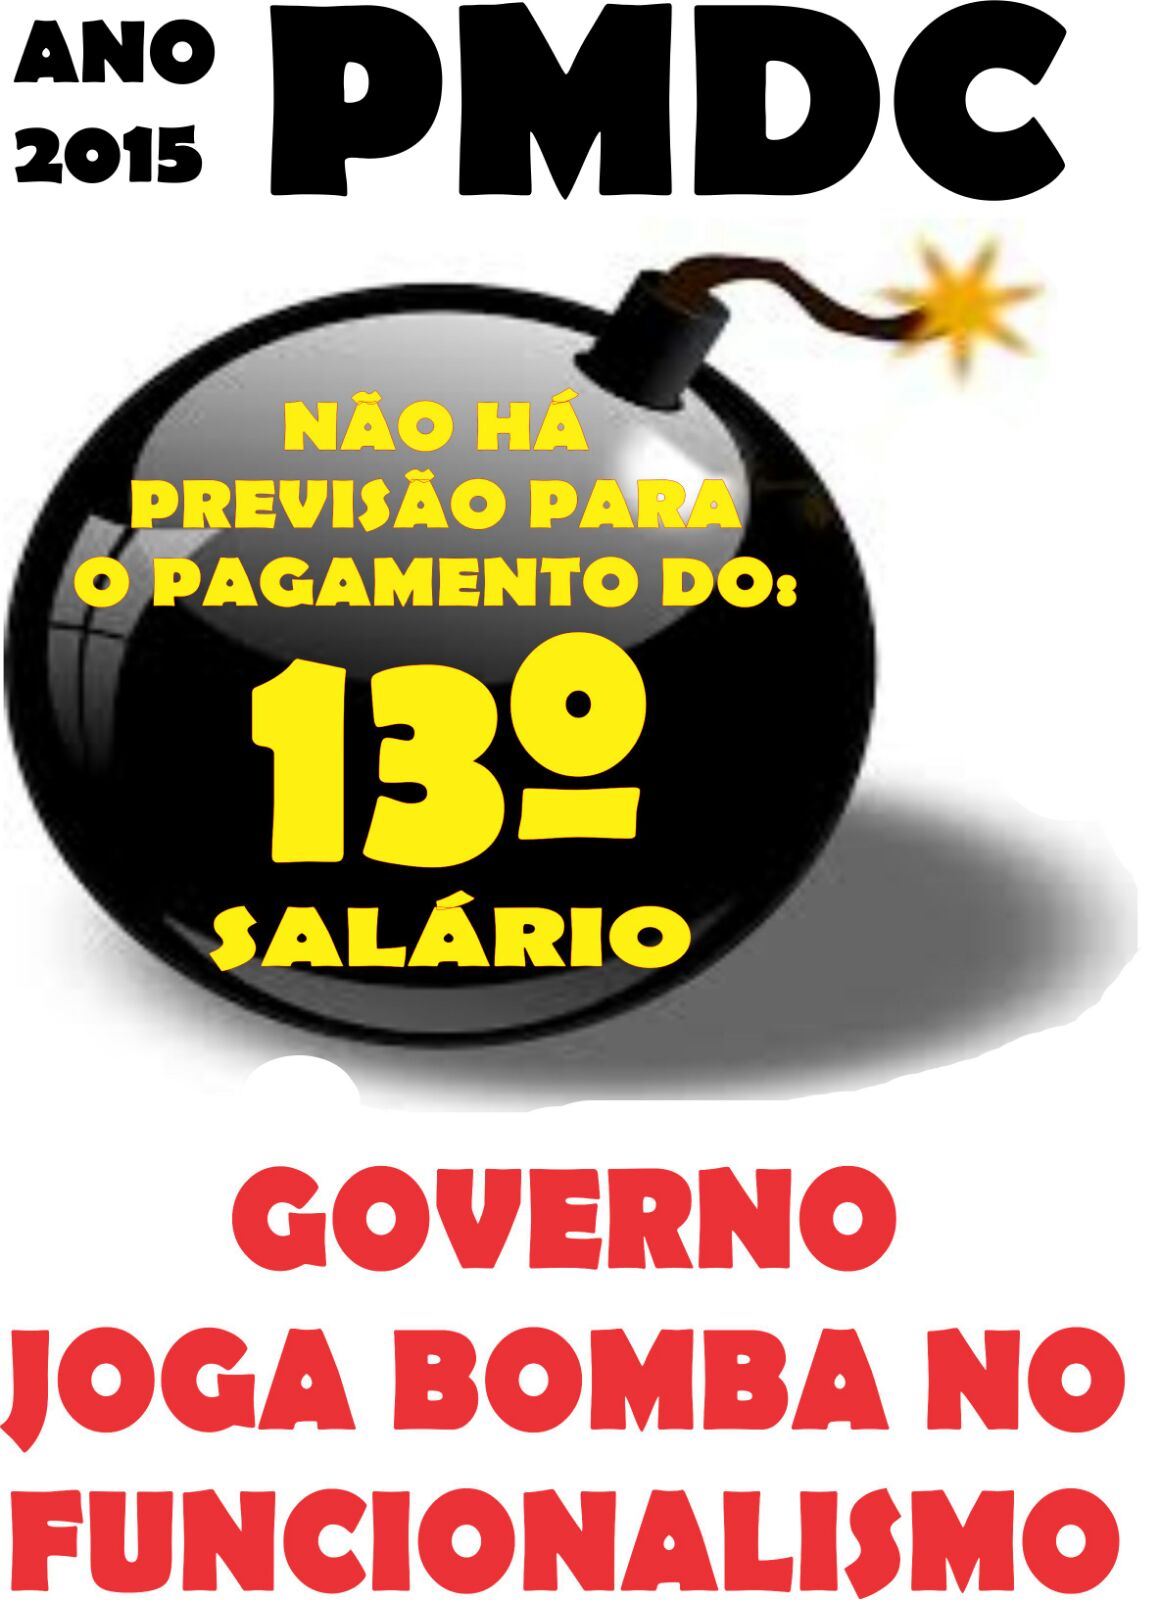 ANO
2015
PMDC
NÃO HÁ
PREVISÃO PARA
O PAGAMENTO DO:
13º
SALÁRIO
GOVERNO
JOGA BOMBA NO
FUNCIONALISMO